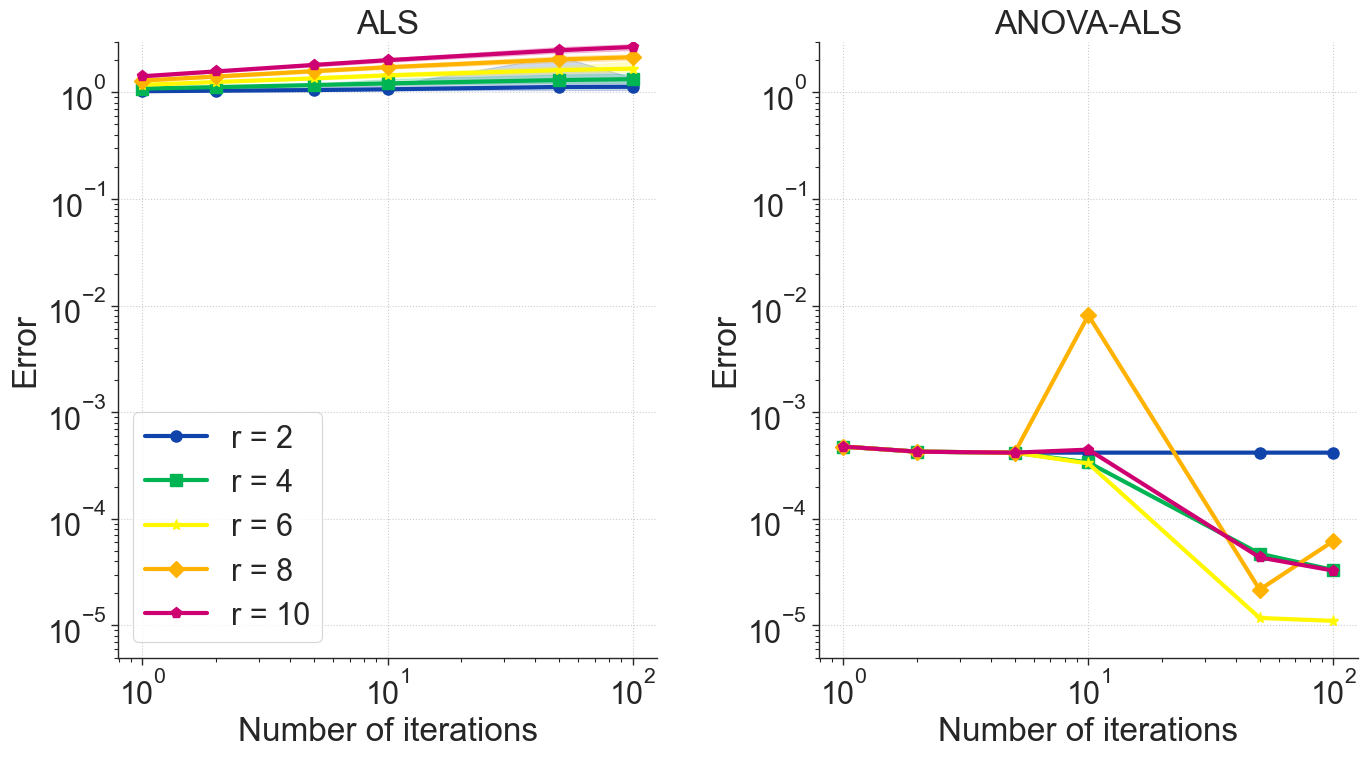 ALS
10^0
10^−1
10^−2
10^−3
10^−4
10^−5
Error
r = 2
r = 4
r = 6
r = 8
r = 10
10^0
10^1
10^2
Number of iterations
ANOVA-ALS
10^0
10^−1
10^−2
10^−3
10^−4
10^−5
Error
10^0
10^1
10^2
Number of iterations